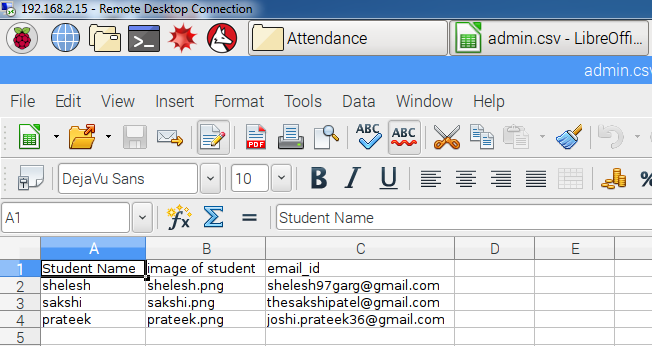 192.168.2.15 - Remote Desktop Connection
Attendance
admin.csv - LibreOffi...
admin.csv
File Edit View Insert Format Tools Data Window Help
PDF ABC ABC
DejaVu Sans 10 B I U %
A1 = Student Name
A B C D E
1 Student Name image of student email_id
2 shelesh shelesh.png shelesh97garg@gmail.com
3 sakshi sakshi.png thesakshipatel@gmail.com
4 prateek prateek.png joshi.prateek36@gmail.com
5